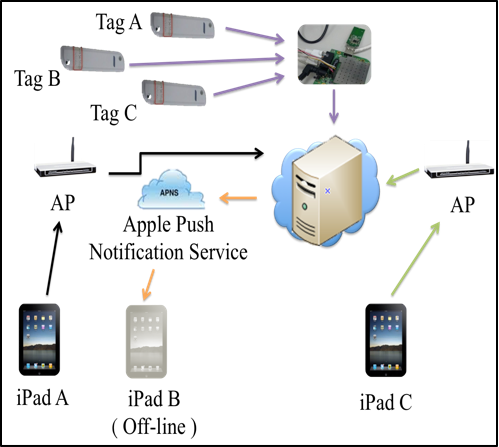 Tag A
Tag B
Tag C
AP
APNS
Apple Push
Notification Service
AP
iPad A
iPad B
( Off-line )
iPad C